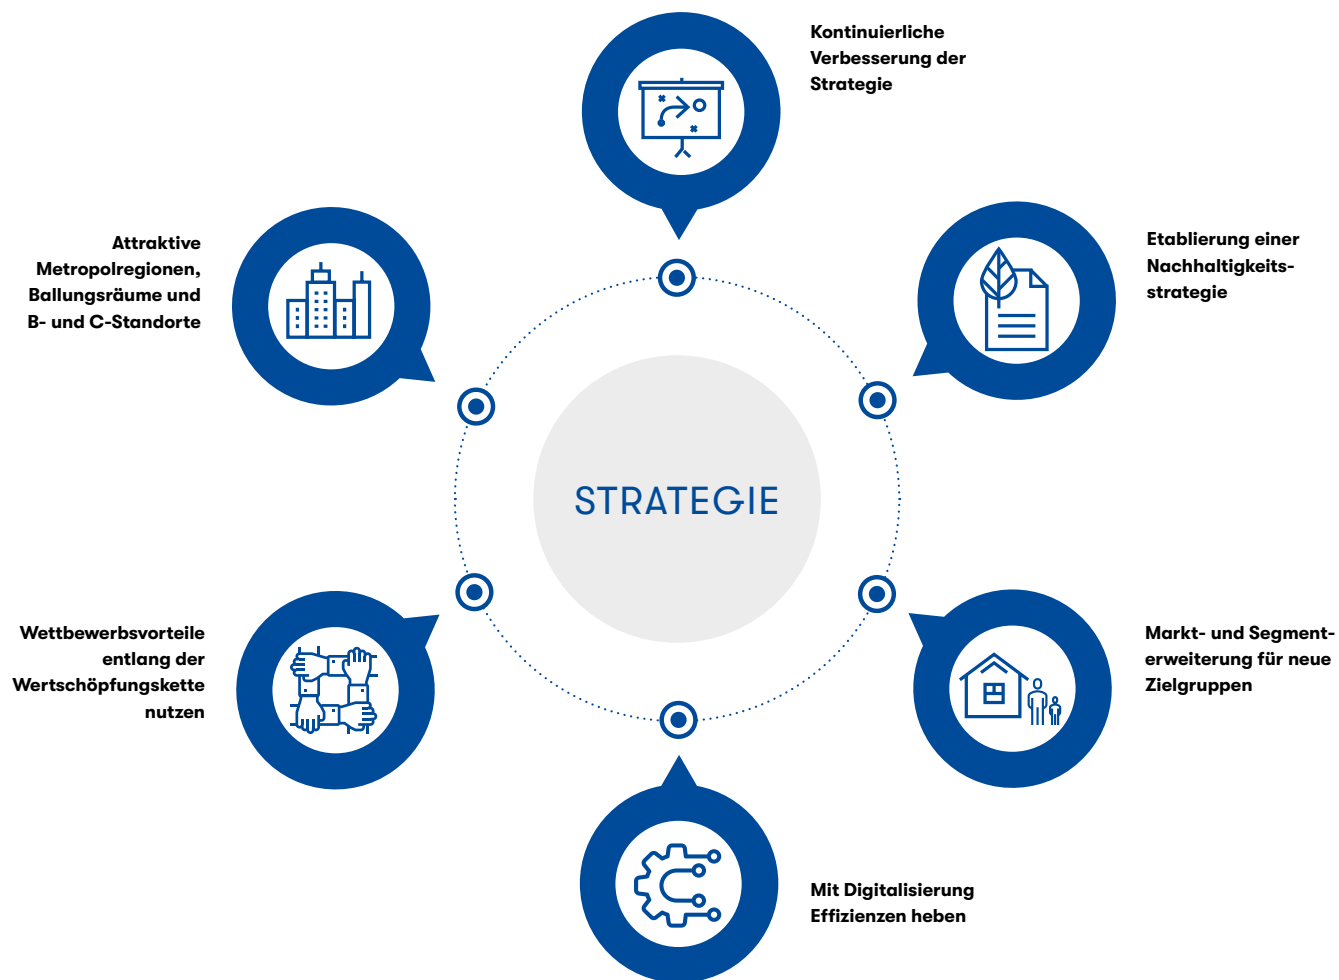 Kontinuierliche
Verbesserung der
Strategie
Etablierung einer
Nachhaltigkeits-
strategie
Attraktive
Metropolregionen,
Ballungsräume und
B- und C-Standorte
STRATEGIE
Wettbewerbsvorteile
entlang der
Wertschöpfungskette
nutzen
Markt- und Segment-
erweiterung für neue
Zielgruppen
Mit Digitalisierung
Effizienzen heben